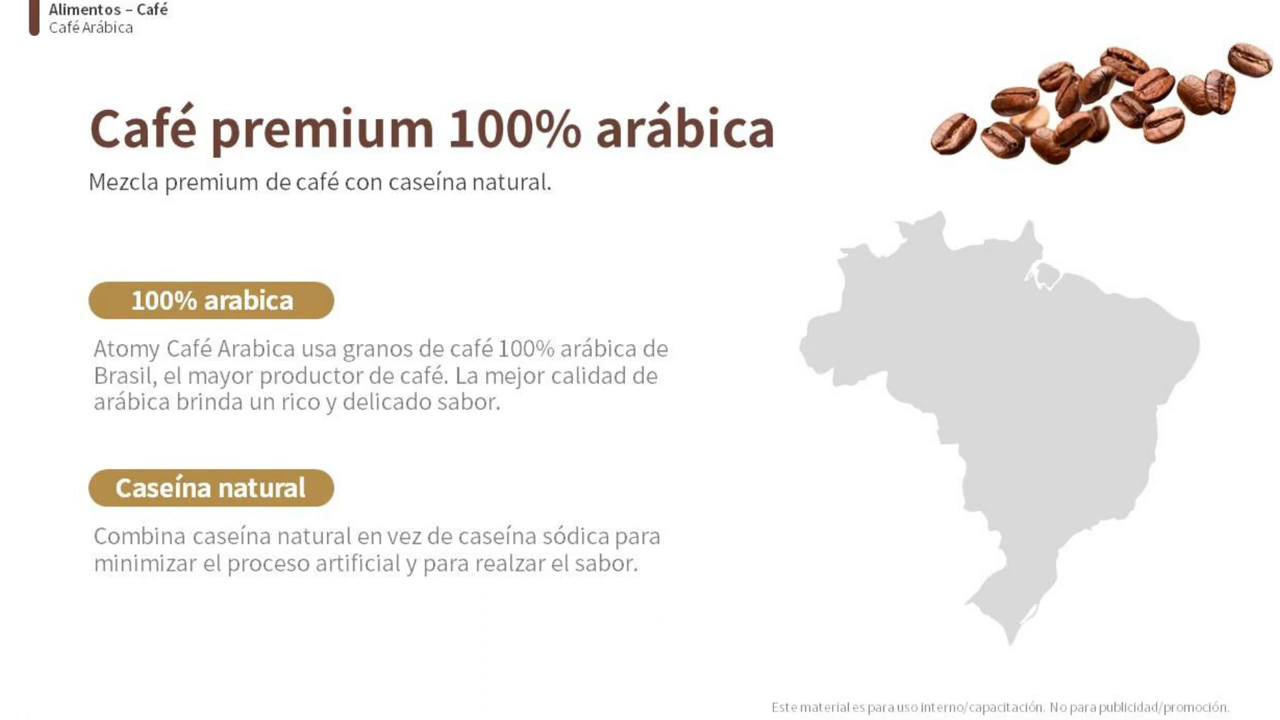 Alimentos – Café
Café Arábica
Café premium 100% arábica
Mezcla premium de café con caseína natural.
100% arabica
Atomy Café Arabica usa granos de café 100% arábica de
Brasil, el mayor productor de café. La mejor calidad de
arábica brinda un rico y delicado sabor.
Caseína natural
Combina caseína natural en vez de caseína sódica para
minimizar el proceso artificial y para realzar el sabor.
Este material es para uso interno/capacitación. No para publicidad/promoción.